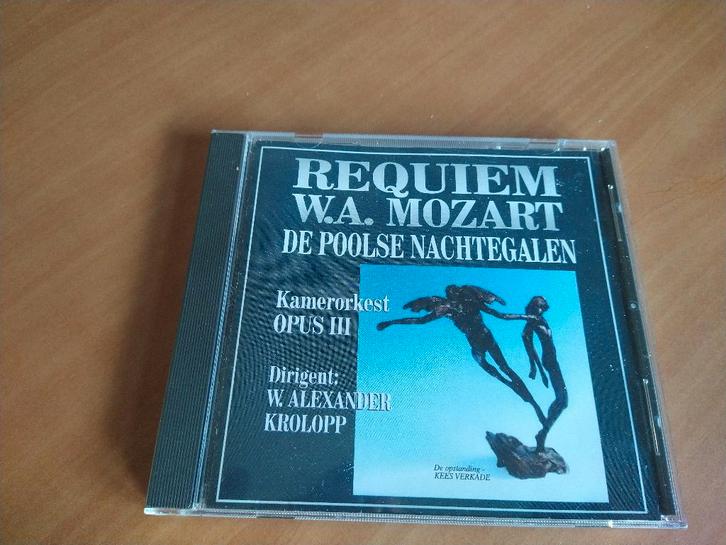 REQUIEM
W.A. MOZART
DE POOLSE NACHTEGALEN
Kamerorkest
OPUS III
Dirigent:
W. ALEXANDER
KROLOPP
De opstanding -
KEES VERKADE